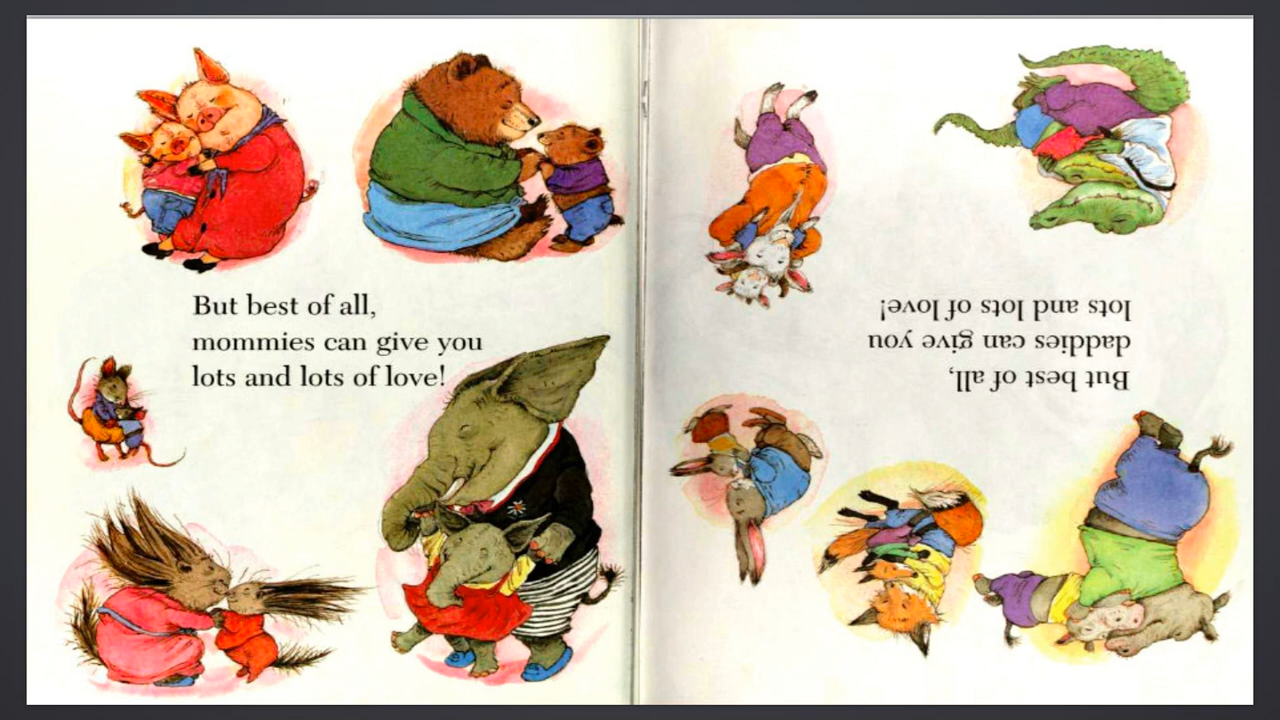 But best of all,
mommies can give you
lots and lots of love!
But best of all,
daddies can give you
lots and lots of love!